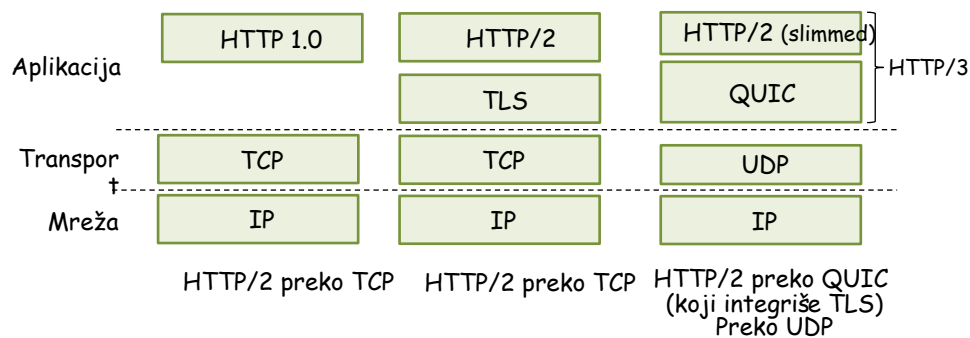 HTTP 1.0
HTTP/2
HTTP/2 (slimmed)
Aplikacija
HTTP/3
TLS
QUIC
Transpor
t
TCP
TCP
UDP
Mreža
IP
IP
IP
HTTP/2 preko TCP
HTTP/2 preko TCP
HTTP/2 preko QUIC
(koji integriše TLS)
Preko UDP